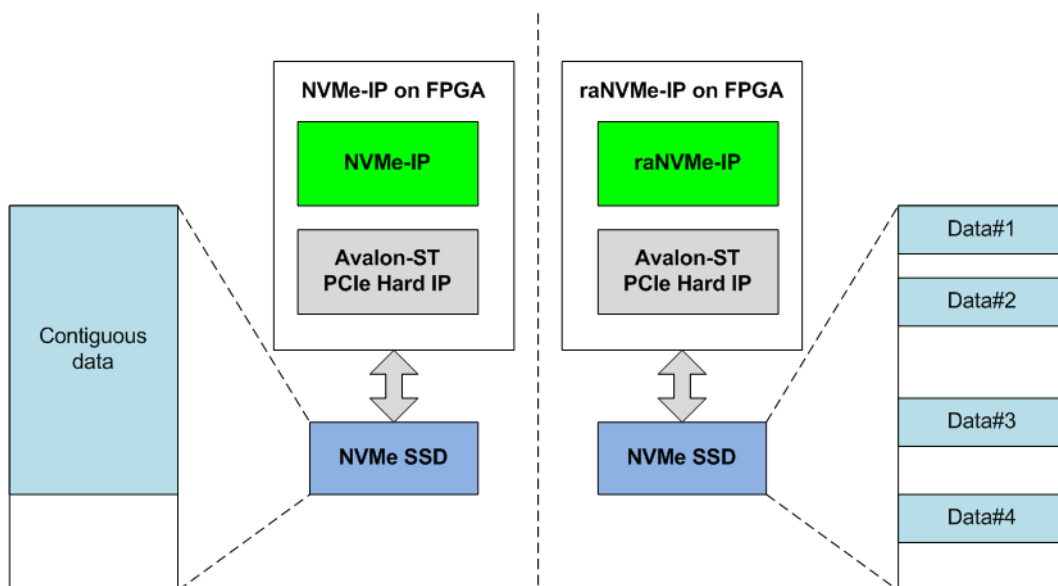 NVMe-IP on FPGA
NVMe-IP
Avalon-ST
PCIe Hard IP
Contiguous
data
NVMe SSD
raNVMe-IP on FPGA
raNVMe-IP
Avalon-ST
PCIe Hard IP
NVMe SSD
Data#1
Data#2
Data#3
Data#4